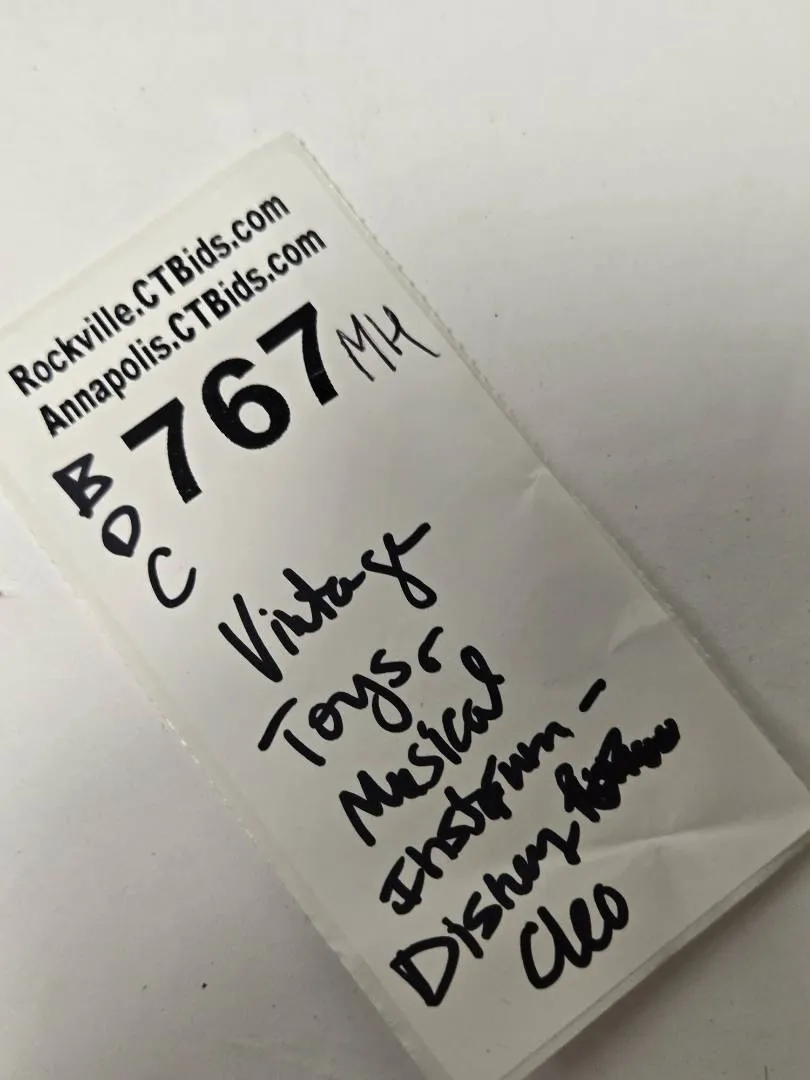 Rockville.CTBids.com
Annapolis.CTBids.com
767 MH
B
O
C
Vintage
Toys -
Musical
Instrum -
Disney
Cleo